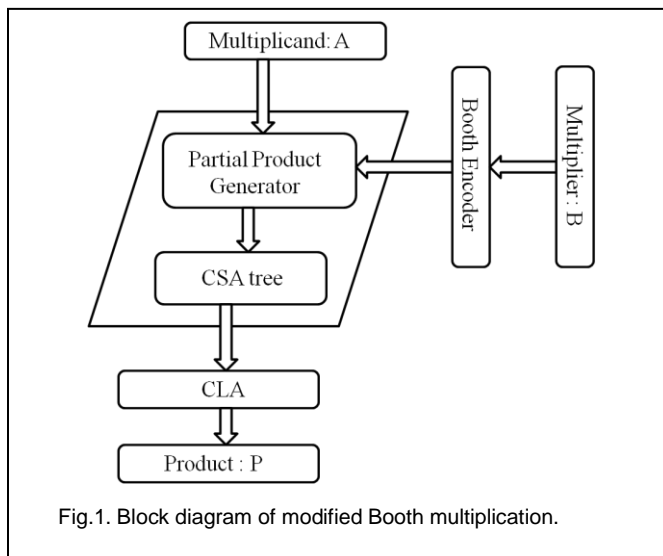 Multiplicand: A
Partial Product
Generator
Booth Encoder
Multiplier : B
CSA tree
CLA
Product : P
Fig.1. Block diagram of modified Booth multiplication.